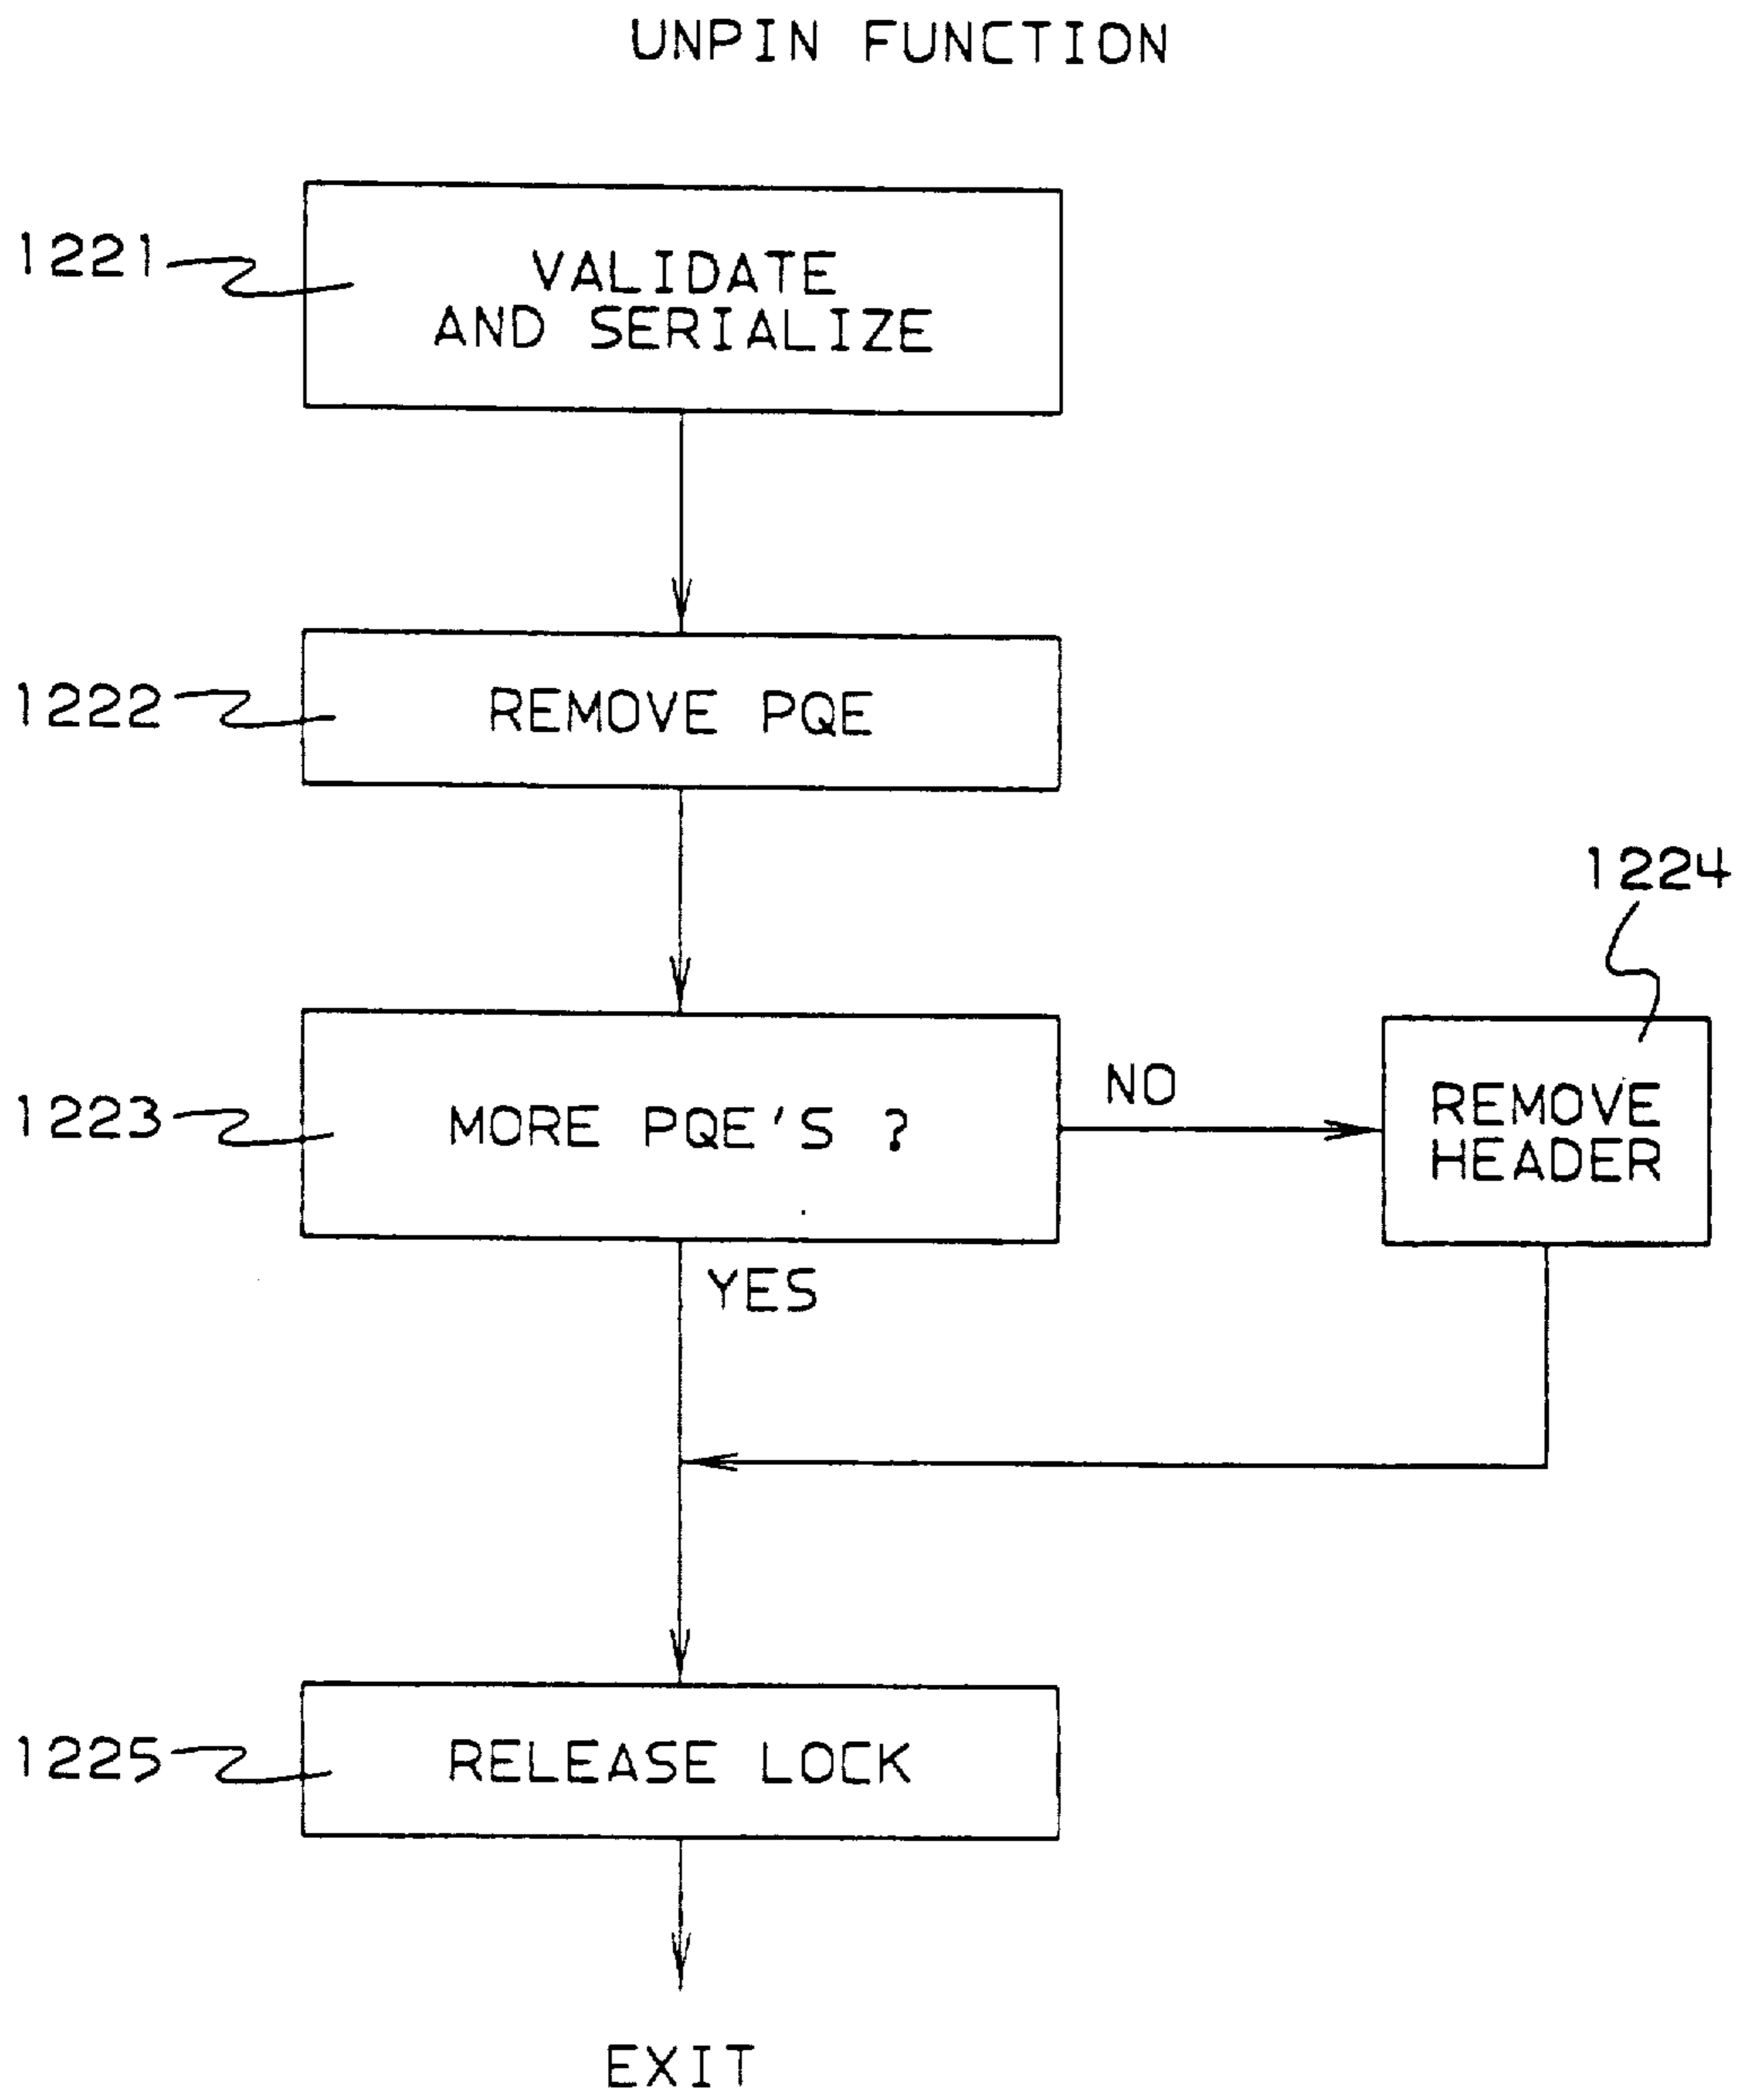 UNPIN FUNCTION
1221
VALIDATE
AND SERIALIZE
1222
REMOVE PQE
1224
1223
MORE PQE'S ?
NO
REMOVE
HEADER
YES
1225
RELEASE LOCK
EXIT